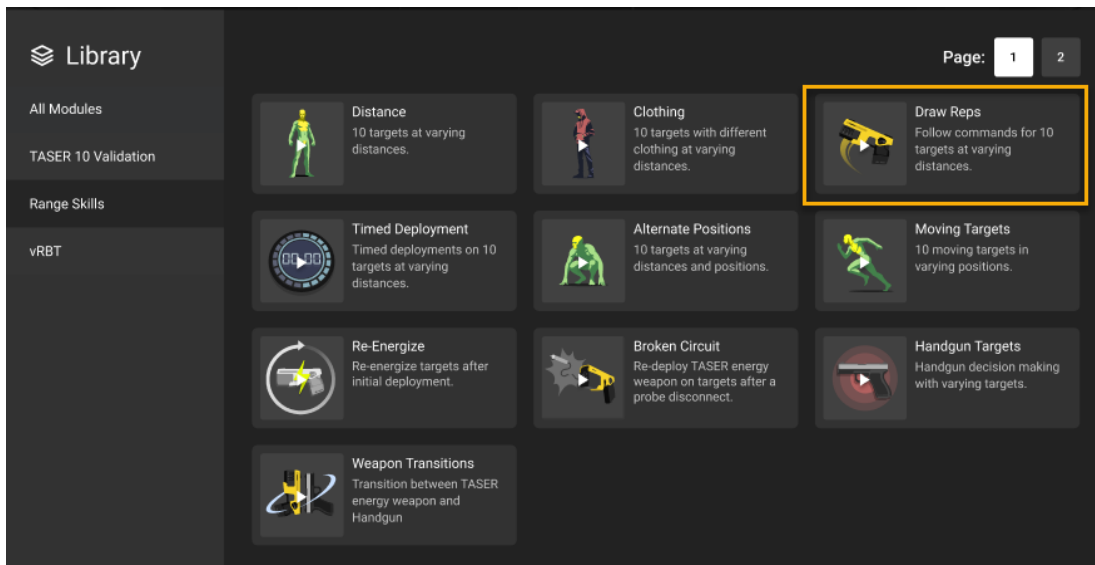 Library
Page: 1 2
All Modules
TASER 10 Validation
Range Skills
vRBT
Distance
10 targets at varying
distances.
Clothing
10 targets with different
clothing at varying
distances.
Draw Reps
Follow commands for 10
targets at varying
distances.
Timed Deployment
Timed deployments on 10
targets at varying
distances.
00:00
Alternate Positions
10 targets at varying
distances and positions.
Moving Targets
10 moving targets in
varying positions.
Re-Energize
Re-energize targets after
initial deployment.
Broken Circuit
Re-deploy TASER energy
weapon on targets after a
probe disconnect.
Handgun Targets
Handgun decision making
with varying targets.
Weapon Transitions
Transition between TASER
energy weapon and
Handgun